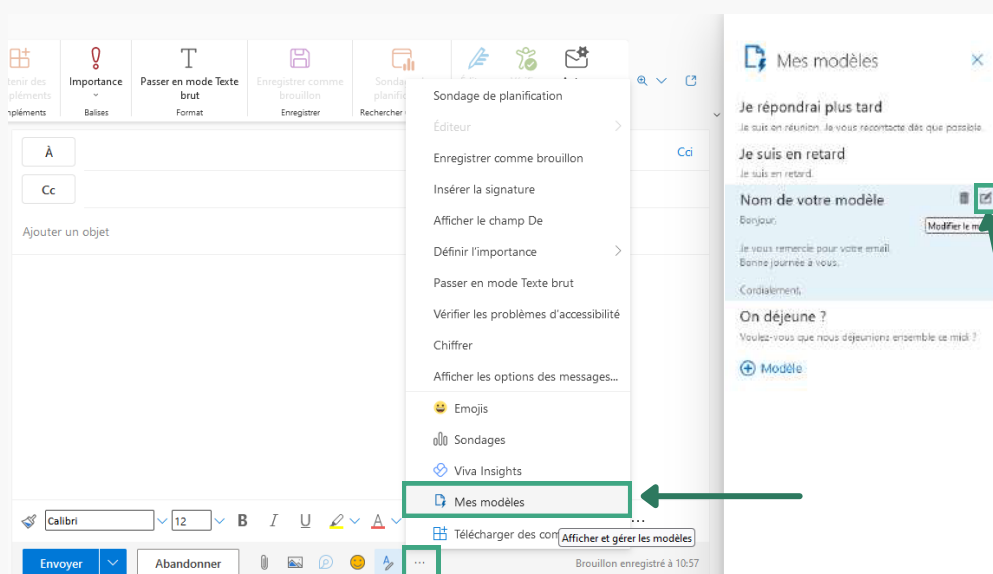 Importance
Passer en mode Texte
brut
Enregistrer comme
brouillon
Balises
Format
Enregistrer
Rechercher
À
Cci
Cc
Ajouter un objet
Sondage de planification
Éditeur
Enregistrer comme brouillon
Insérer la signature
Afficher le champ De
Définir l'importance
Passer en mode Texte brut
Vérifier les problèmes d'accessibilité
Chiffrer
Afficher les options des messages...
Emojis
Sondages
Viva Insights
Mes modèles
Télécharger des com
Afficher et gérer les modèles
Calibri
12
B I U A
...
Envoyer
Abandonner
...
Brouillon enregistré à 10:57
Mes modèles
Je répondrai plus tard
Je suis en réunion. Je vous recontacte dès que possible.
Je suis en retard
Je suis en retard.
Nom de votre modèle
Bonjour,
Modifier le m
Je vous remercie pour votre email.
Bonne journée à vous.
Cordialement,
On déjeune ?
Voulez-vous que nous déjeunions ensemble ce midi ?
Modèle